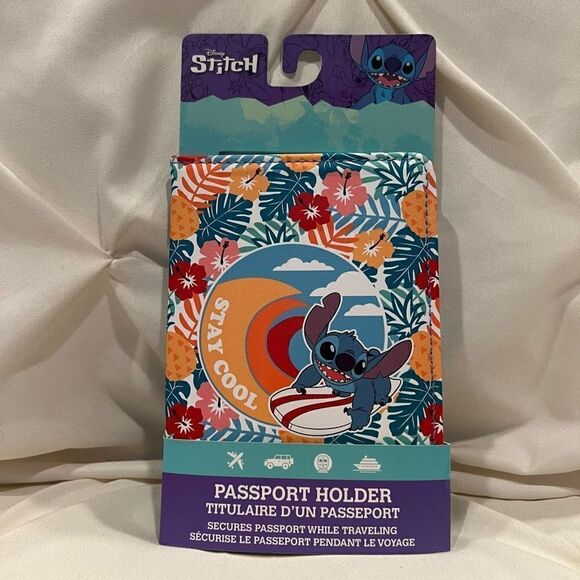 Disney
StitcH
STAY COOL
PASSPORT HOLDER
TITULAIRE D'UN PASSEPORT
SECURES PASSPORT WHILE TRAVELING
SÉCURISE LE PASSEPORT PENDANT LE VOYAGE